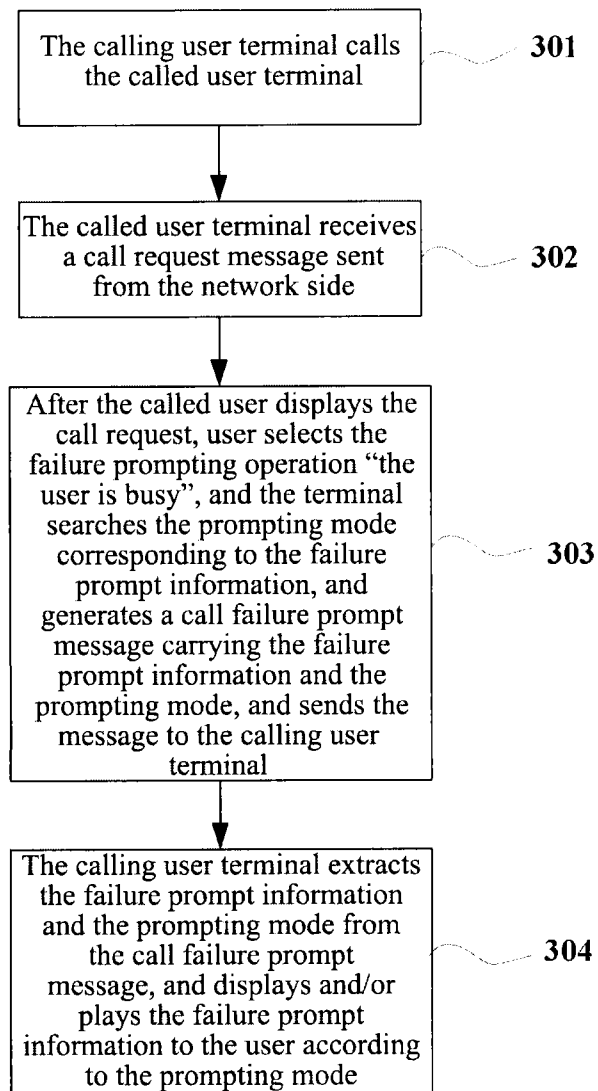 The calling user terminal calls
the called user terminal
301
The called user terminal receives
a call request message sent
from the network side
302
After the called user displays the
call request, user selects the
failure prompting operation “the
user is busy”, and the terminal
searches the prompting mode
corresponding to the failure
prompt information, and
generates a call failure prompt
message carrying the failure
prompt information and the
prompting mode, and sends the
message to the calling user
terminal
303
The calling user terminal extracts
the failure prompt information
and the prompting mode from
the call failure prompt
message, and displays and/or
plays the failure prompt
information to the user according
to the prompting mode
304